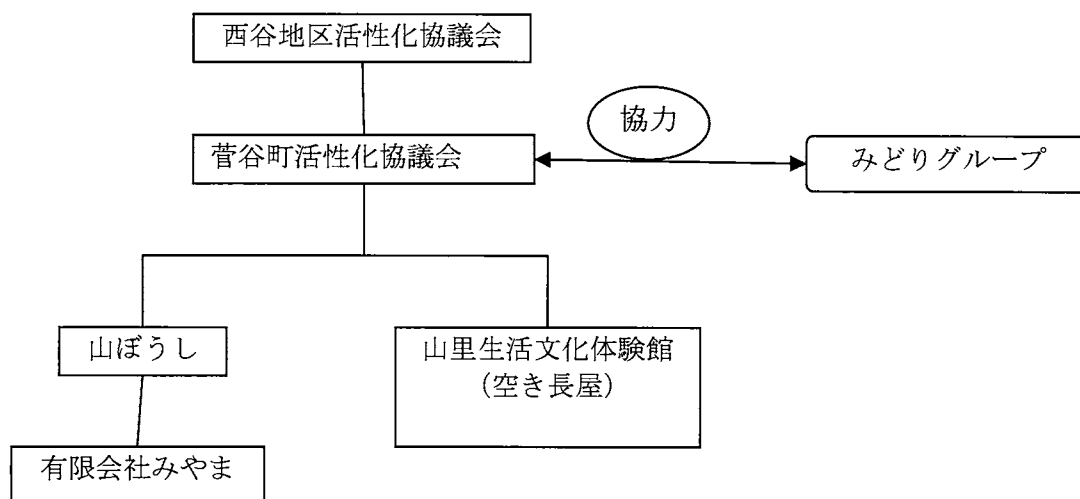 西谷地区活性化協議会
協力
菅谷町活性化協議会
みどりグループ
山ぼうし
山里生活文化体験館
(空き長屋)
有限会社みやま